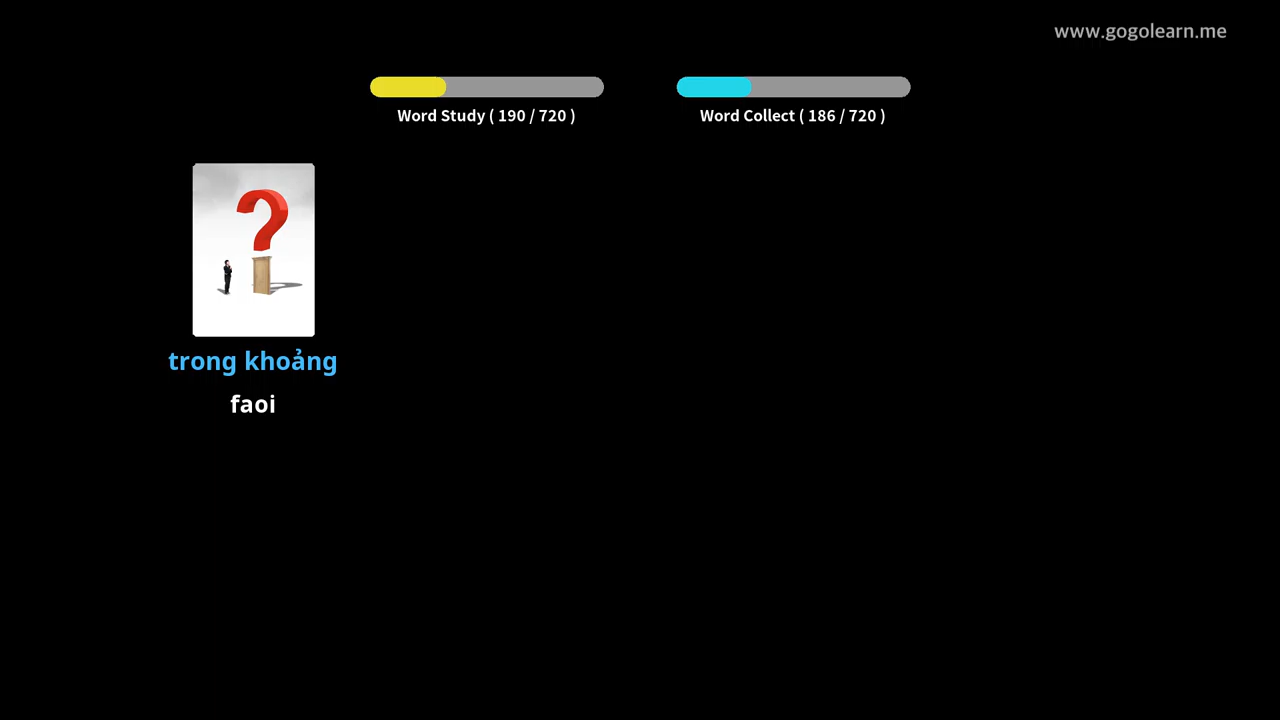 www.gogolearn.me
Word Study ( 190 / 720 )
Word Collect ( 186 / 720 )
?
trong khoảng
faoi